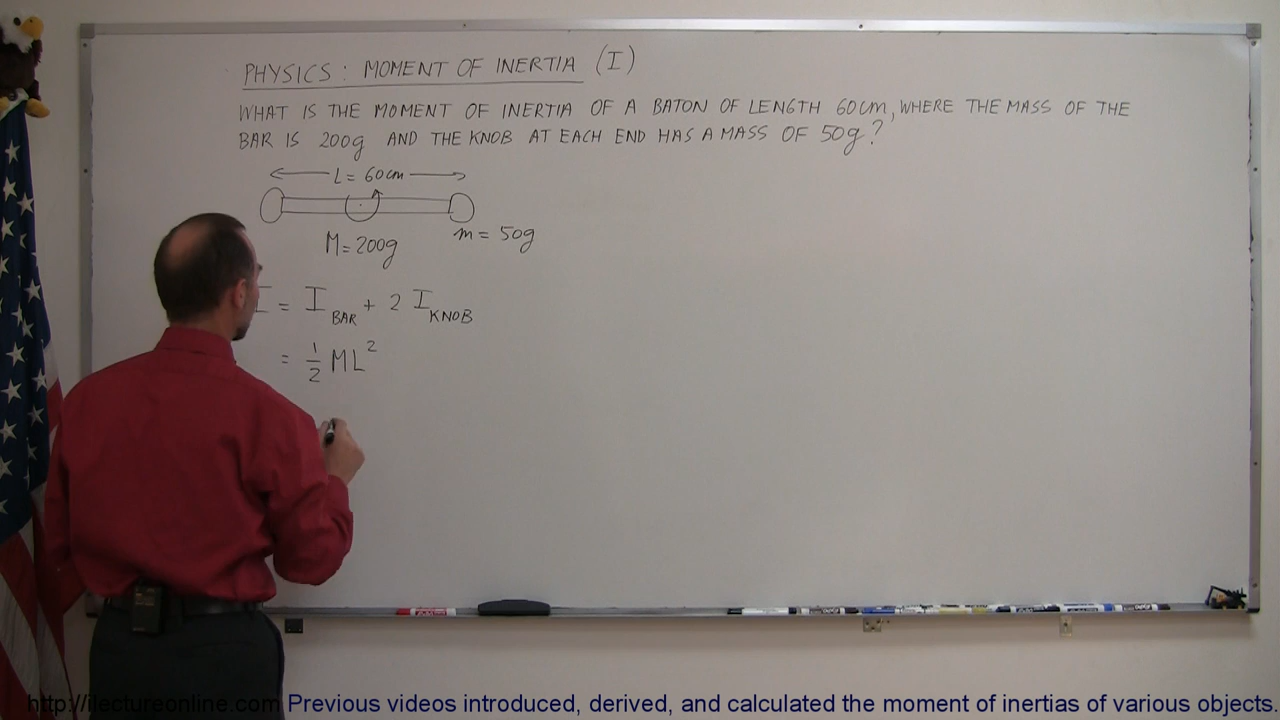 PHYSICS: MOMENT OF INERTIA (I)
WHAT IS THE MOMENT OF INERTIA OF A BATON OF LENGTH 60cm, WHERE THE MASS OF THE
BAR IS 200g AND THE KNOB AT EACH END HAS A MASS OF 50g?
L = 60cm
M = 200g
m = 50g
I = I BAR + 2 I KNOB
= 1/2 ML²
http://ilectureonline.com Previous videos introduced, derived, and calculated the moment of inertias of various objects.